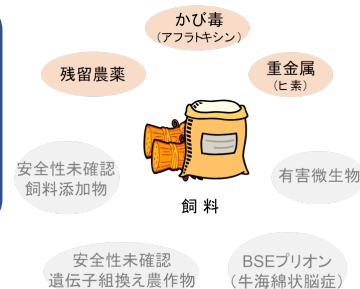 かび毒
（アフラトキシン）
残留農薬
重金属
（ヒ素）
安全性未確認
飼料添加物
有害微生物
飼料
安全性未確認
遺伝子組換え農作物
BSEプリオン
（牛海綿状脳症）